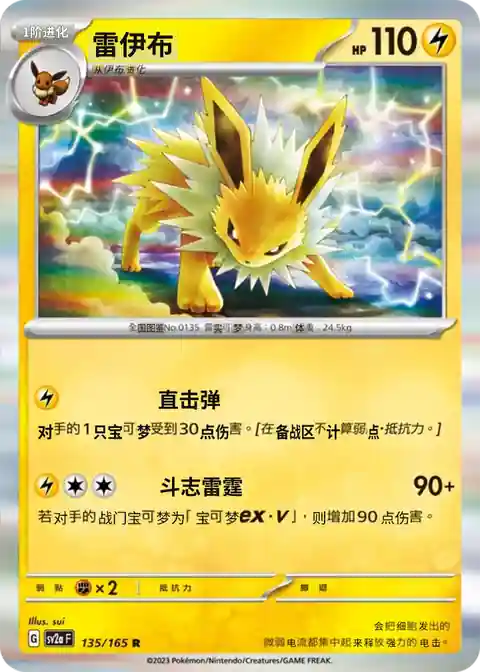 1阶进化
雷伊布
HP 110
从伊布进化
全国图鉴No.0135 雷宝可梦 身高:0.8m 体重:24.5kg
直击弹
对手的1只宝可梦受到30点伤害。[在备战区不计算弱点·抵抗力。]
斗志雷霆 90+
若对手的战斗宝可梦为「宝可梦ex·V」,则增加90点伤害。
弱點 ×2 抵抗力
Illus. sui
G sv2a F 135/165 R
会把细胞发出的
微弱电流都集中起来释放强大的电击。
©2023 Pokémon/Nintendo/Creatures/GAME FREAK.